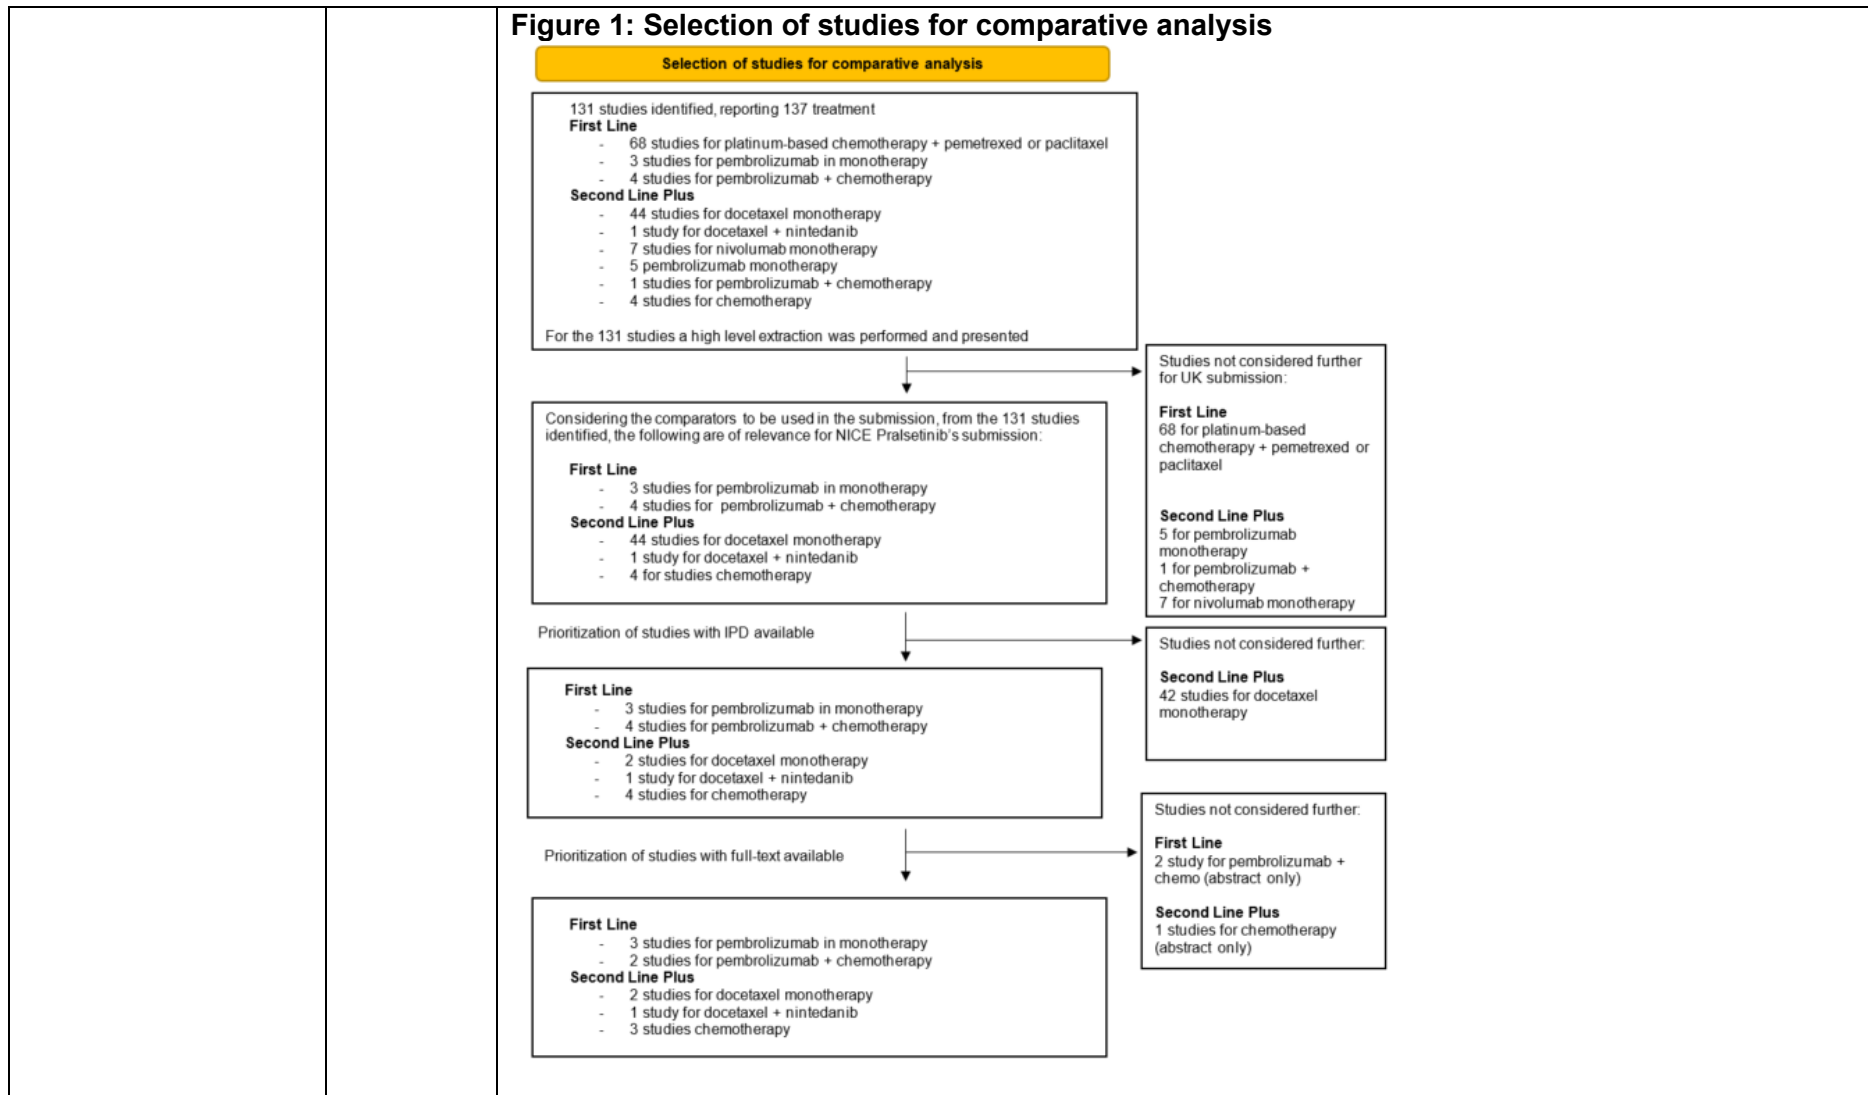 Figure 1: Selection of studies for comparative analysis
Selection of studies for comparative analysis
131 studies identified, reporting 137 treatment
First Line
- 68 studies for platinum-based chemotherapy + pemetrexed or paclitaxel
- 3 studies for pembrolizumab in monotherapy
- 4 studies for pembrolizumab + chemotherapy
Second Line Plus
- 44 studies for docetaxel monotherapy
- 1 study for docetaxel + nintedanib
- 7 studies for nivolumab monotherapy
- 5 pembrolizumab monotherapy
- 1 studies for pembrolizumab + chemotherapy
- 4 studies for chemotherapy
For the 131 studies a high level extraction was performed and presented
Studies not considered further
for UK submission:
First Line
68 for platinum-based
chemotherapy + pemetrexed or
paclitaxel
Second Line Plus
5 for pembrolizumab
monotherapy
1 for pembrolizumab +
chemotherapy
7 for nivolumab monotherapy
Considering the comparators to be used in the submission, from the 131 studies
identified, the following are of relevance for NICE Pralsetinib's submission:
First Line
- 3 studies for pembrolizumab in monotherapy
- 4 studies for pembrolizumab + chemotherapy
Second Line Plus
- 44 studies for docetaxel monotherapy
- 1 study for docetaxel + nintedanib
- 4 for studies chemotherapy
Prioritization of studies with IPD available
Studies not considered further:
Second Line Plus
42 studies for docetaxel
monotherapy
First Line
- 3 studies for pembrolizumab in monotherapy
- 4 studies for pembrolizumab + chemotherapy
Second Line Plus
- 2 studies for docetaxel monotherapy
- 1 study for docetaxel + nintedanib
- 4 studies for chemotherapy
Prioritization of studies with full-text available
Studies not considered further:
First Line
2 study for pembrolizumab +
chemo (abstract only)
Second Line Plus
1 studies for chemotherapy
(abstract only)
First Line
- 3 studies for pembrolizumab in monotherapy
- 2 studies for pembrolizumab + chemotherapy
Second Line Plus
- 2 studies for docetaxel monotherapy
- 1 study for docetaxel + nintedanib
- 3 studies chemotherapy